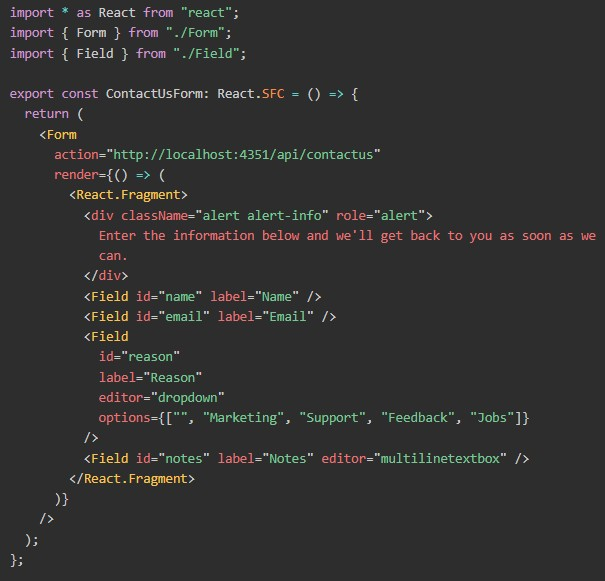 import * as React from "react";
import { Form } from "./Form";
import { Field } from "./Field";

export const ContactUsForm: React.SFC = () => {
  return (
    <Form
      action="http://localhost:4351/api/contactus"
      render={() => (
        <React.Fragment>
          <div className="alert alert-info" role="alert">
            Enter the information below and we'll get back to you as soon as we
            can.
          </div>
          <Field id="name" label="Name" />
          <Field id="email" label="Email" />
          <Field
            id="reason"
            label="Reason"
            editor="dropdown"
            options={["", "Marketing", "Support", "Feedback", "Jobs"]}
          />
          <Field id="notes" label="Notes" editor="multilinetextbox" />
        </React.Fragment>
      )}
    />
  );
};